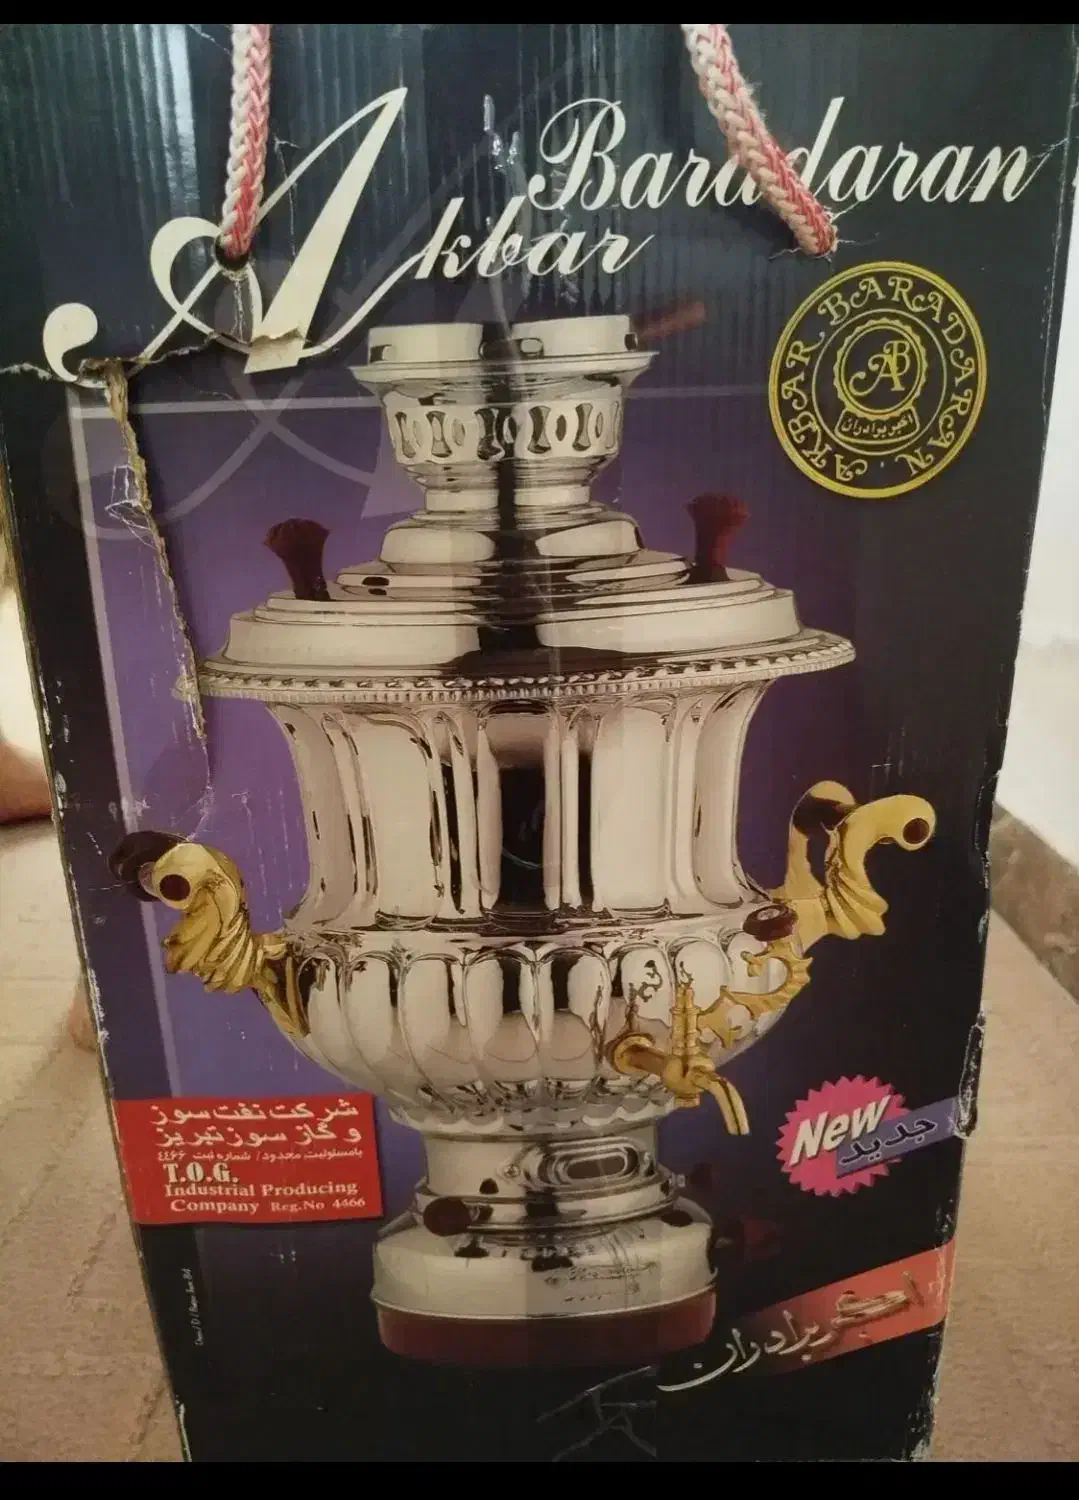 Akbar Baradaran
AKBAR BARADARAN
AB
اکبر برادران
شرکت نفت سوز
و گاز سوز تبریز
بامسئولیت محدود/ شماره ثبت ٤٤۶۶
T.O.G.
Industrial Producing
Company Reg.No 4466
New
جدید
اکبر برادران